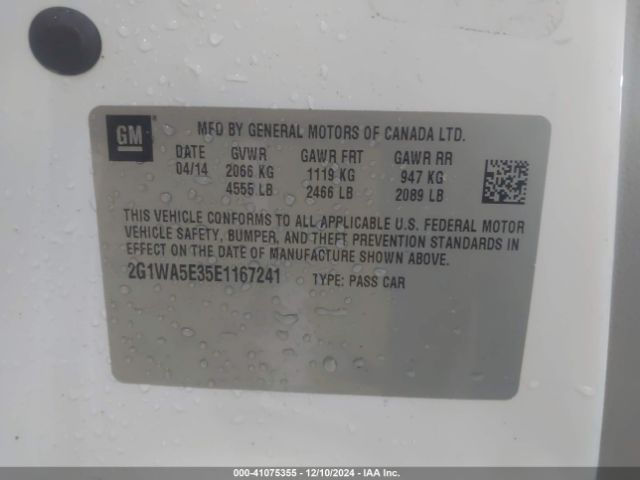 GM
MFD BY GENERAL MOTORS OF CANADA LTD.
DATE GVWR GAWR FRT GAWR RR
04/14 2066 KG 1119 KG 947 KG
4555 LB 2466 LB 2089 LB
THIS VEHICLE CONFORMS TO ALL APPLICABLE U.S. FEDERAL MOTOR
VEHICLE SAFETY, BUMPER, AND THEFT PREVENTION STANDARDS IN
EFFECT ON THE DATE OF MANUFACTURE SHOWN ABOVE.
2G1WA5E35E1167241 TYPE: PASS CAR
000-41075355 - 12/10/2024 - IAA Inc.